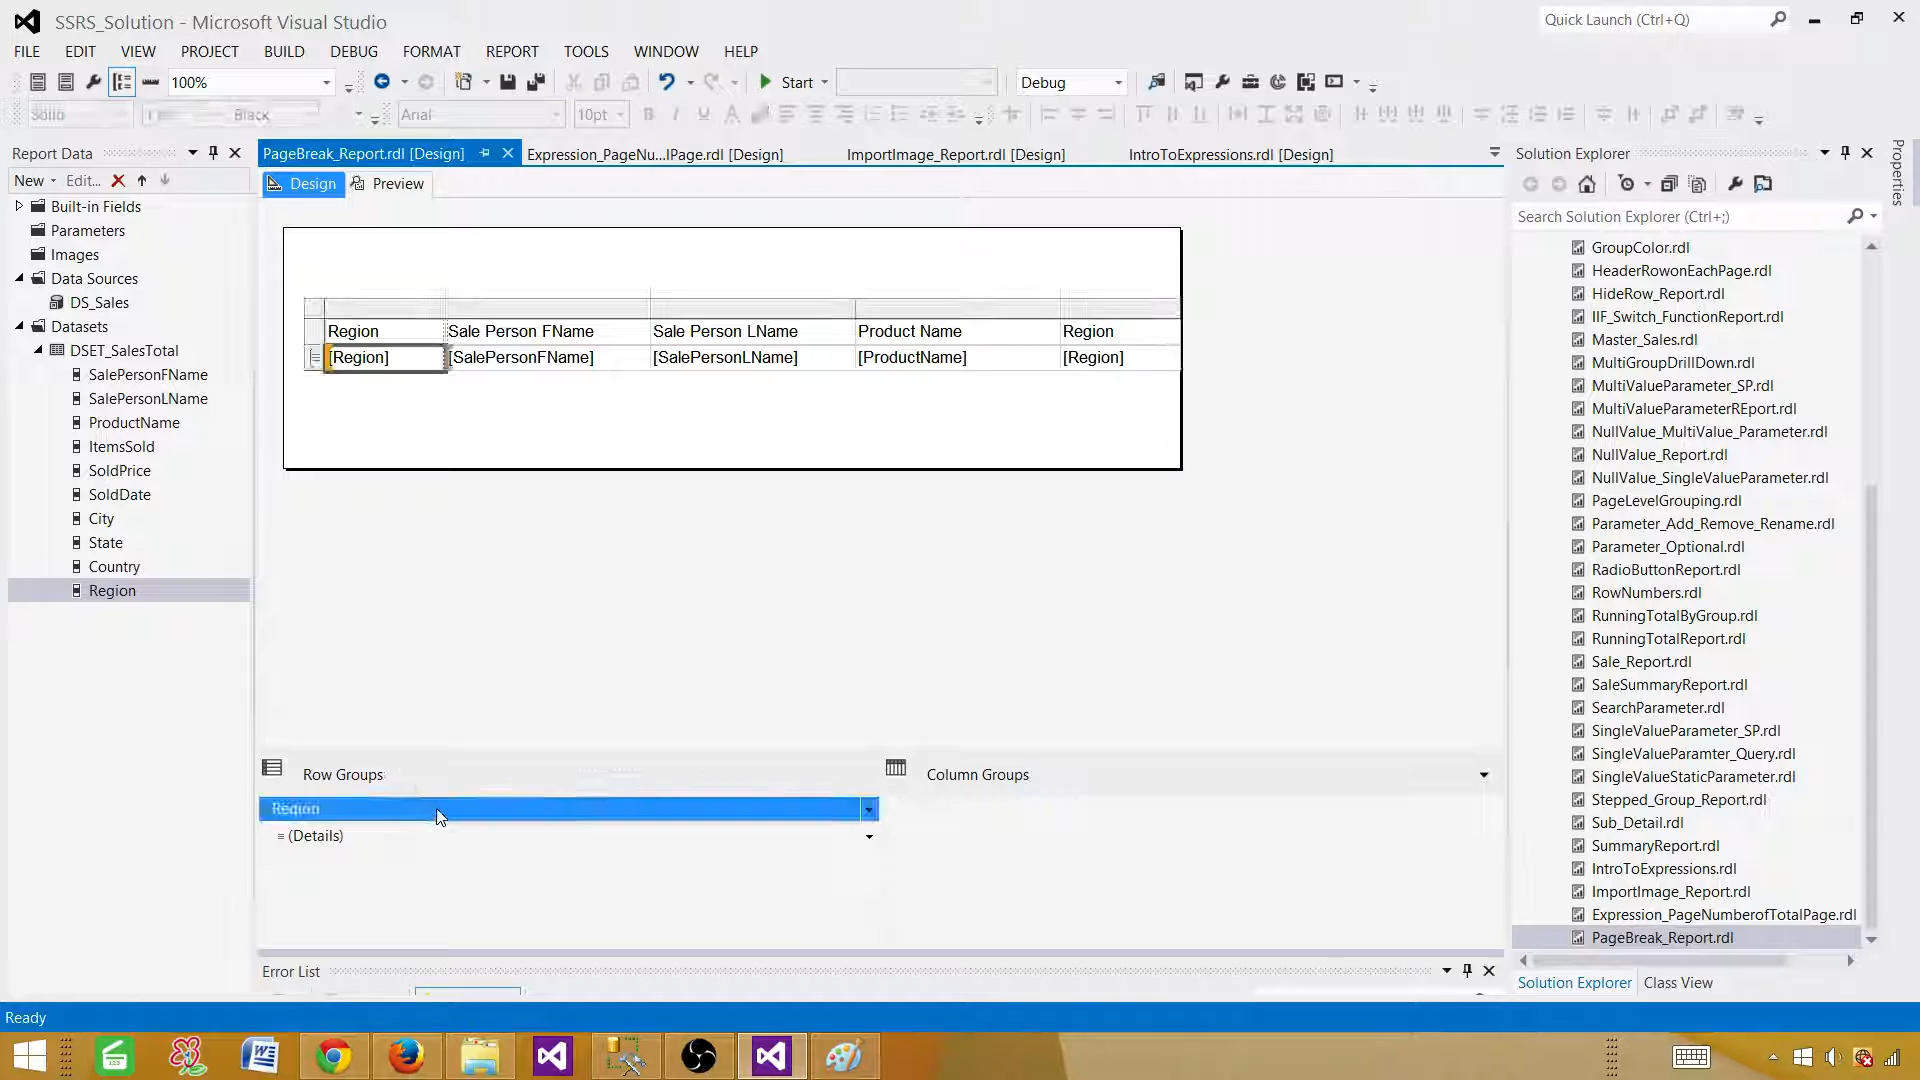 SSRS_Solution - Microsoft Visual Studio
Quick Launch (Ctrl+Q)
FILE EDIT VIEW PROJECT BUILD DEBUG FORMAT REPORT TOOLS WINDOW HELP
100%
Start
Debug
Solid
Black
Arial
10pt
Report Data
PageBreak_Report.rdl [Design]
Expression_PageNu...lPage.rdl [Design]
ImportImage_Report.rdl [Design]
IntroToExpressions.rdl [Design]
Solution Explorer
Properties
New
Edit...
Design
Preview
Search Solution Explorer (Ctrl+;)
Built-in Fields
Parameters
Images
Data Sources
DS_Sales
Datasets
DSET_SalesTotal
SalePersonFName
SalePersonLName
ProductName
ItemsSold
SoldPrice
SoldDate
City
State
Country
Region
Region Sale Person FName Sale Person LName Product Name Region
[Region] [SalePersonFName] [SalePersonLName] [ProductName] [Region]
Row Groups
Column Groups
Region
(Details)
Error List
GroupColor.rdl
HeaderRowonEachPage.rdl
HideRow_Report.rdl
IIF_Switch_FunctionReport.rdl
Master_Sales.rdl
MultiGroupDrillDown.rdl
MultiValueParameter_SP.rdl
MultiValueParameterREport.rdl
NullValue_MultiValue_Parameter.rdl
NullValue_Report.rdl
NullValue_SingleValueParameter.rdl
PageLevelGrouping.rdl
Parameter_Add_Remove_Rename.rdl
Parameter_Optional.rdl
RadioButtonReport.rdl
RowNumbers.rdl
RunningTotalByGroup.rdl
RunningTotalReport.rdl
Sale_Report.rdl
SaleSummaryReport.rdl
SearchParameter.rdl
SingleValueParameter_SP.rdl
SingleValueParamter_Query.rdl
SingleValueStaticParameter.rdl
Stepped_Group_Report.rdl
Sub_Detail.rdl
SummaryReport.rdl
IntroToExpressions.rdl
ImportImage_Report.rdl
Expression_PageNumberofTotalPage.rdl
PageBreak_Report.rdl
Solution Explorer
Class View
Ready